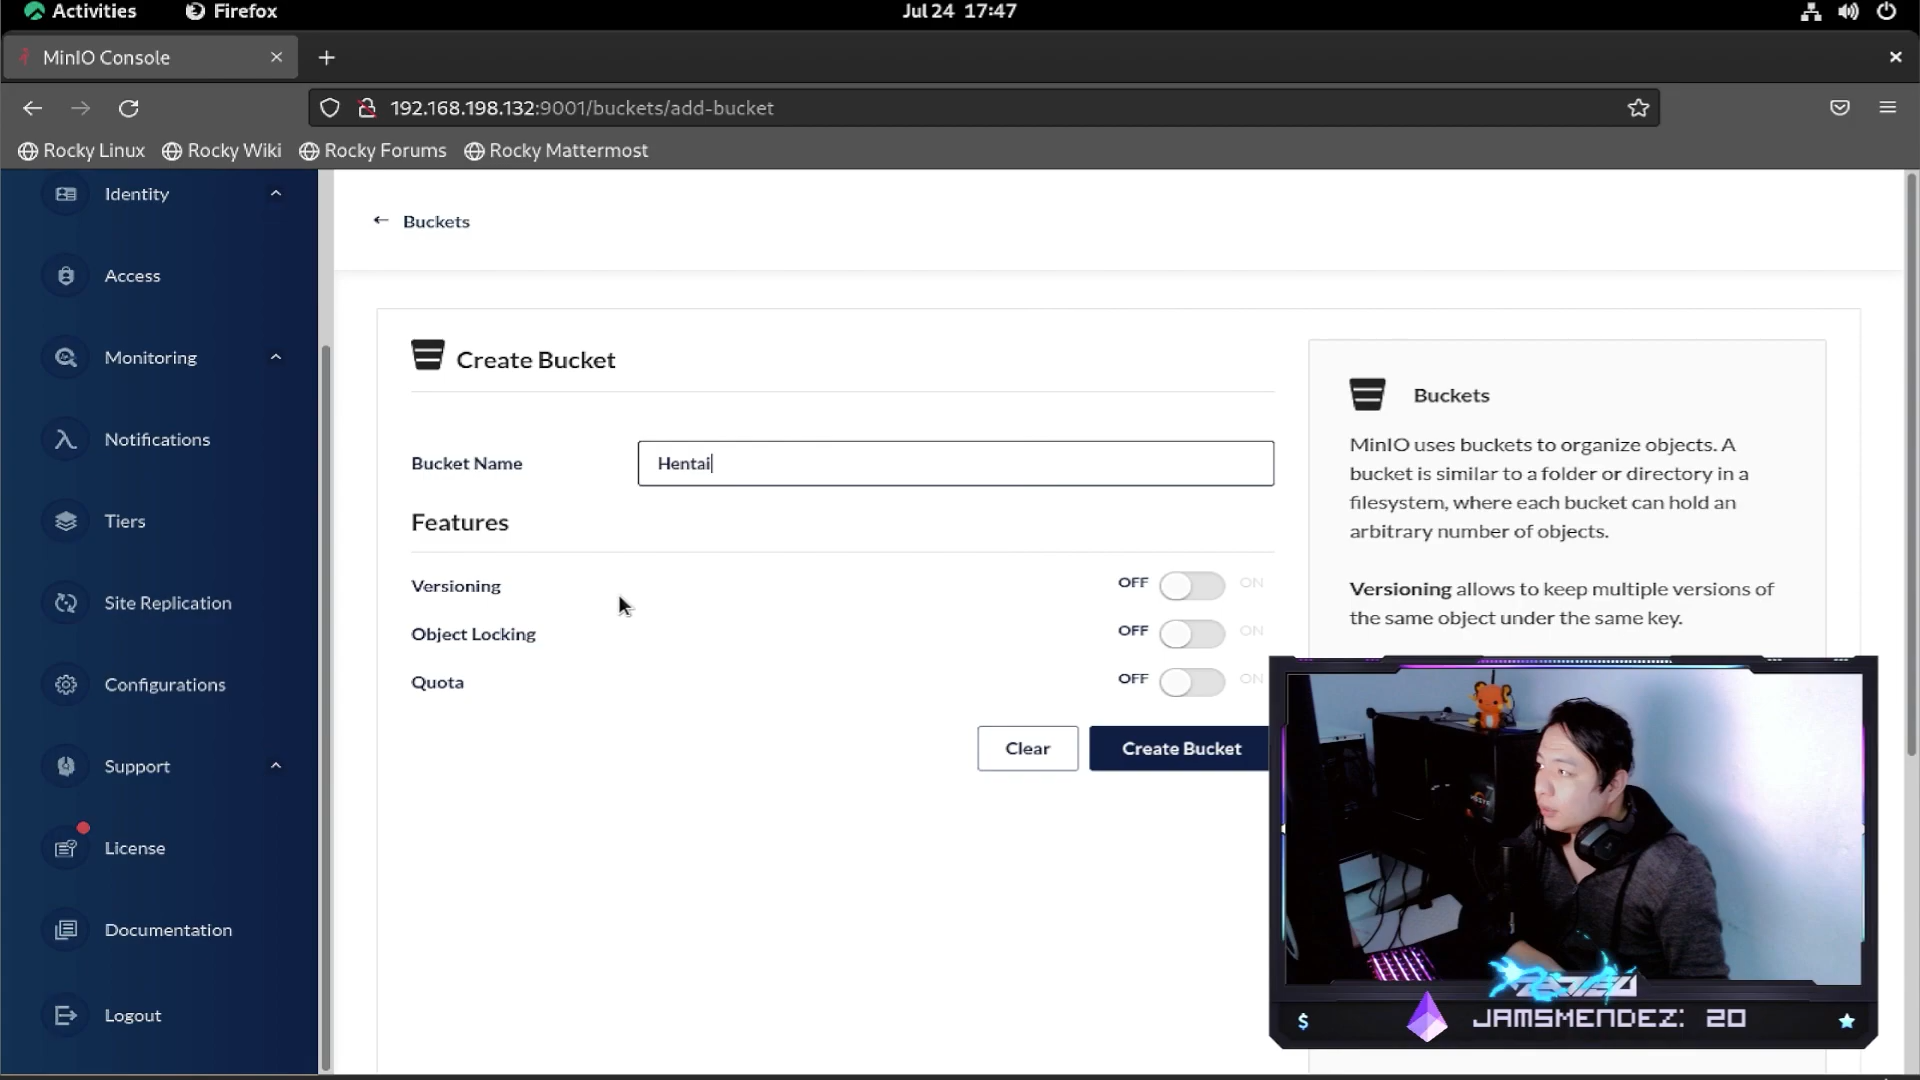 Activities
Firefox
Jul 24 17:47
MinIO Console
192.168.198.132:9001/buckets/add-bucket
Rocky Linux
Rocky Wiki
Rocky Forums
Rocky Mattermost
Identity
Access
Monitoring
Notifications
Tiers
Site Replication
Configurations
Support
License
Documentation
Logout
Buckets
Create Bucket
Bucket Name
Hentai
Features
Versioning
OFF
ON
Object Locking
OFF
ON
Quota
OFF
ON
Clear
Create Bucket
Buckets
MinIO uses buckets to organize objects. A
bucket is similar to a folder or directory in a
filesystem, where each bucket can hold an
arbitrary number of objects.
Versioning allows to keep multiple versions of
the same object under the same key.
$
JAMSMENDEZ: 20